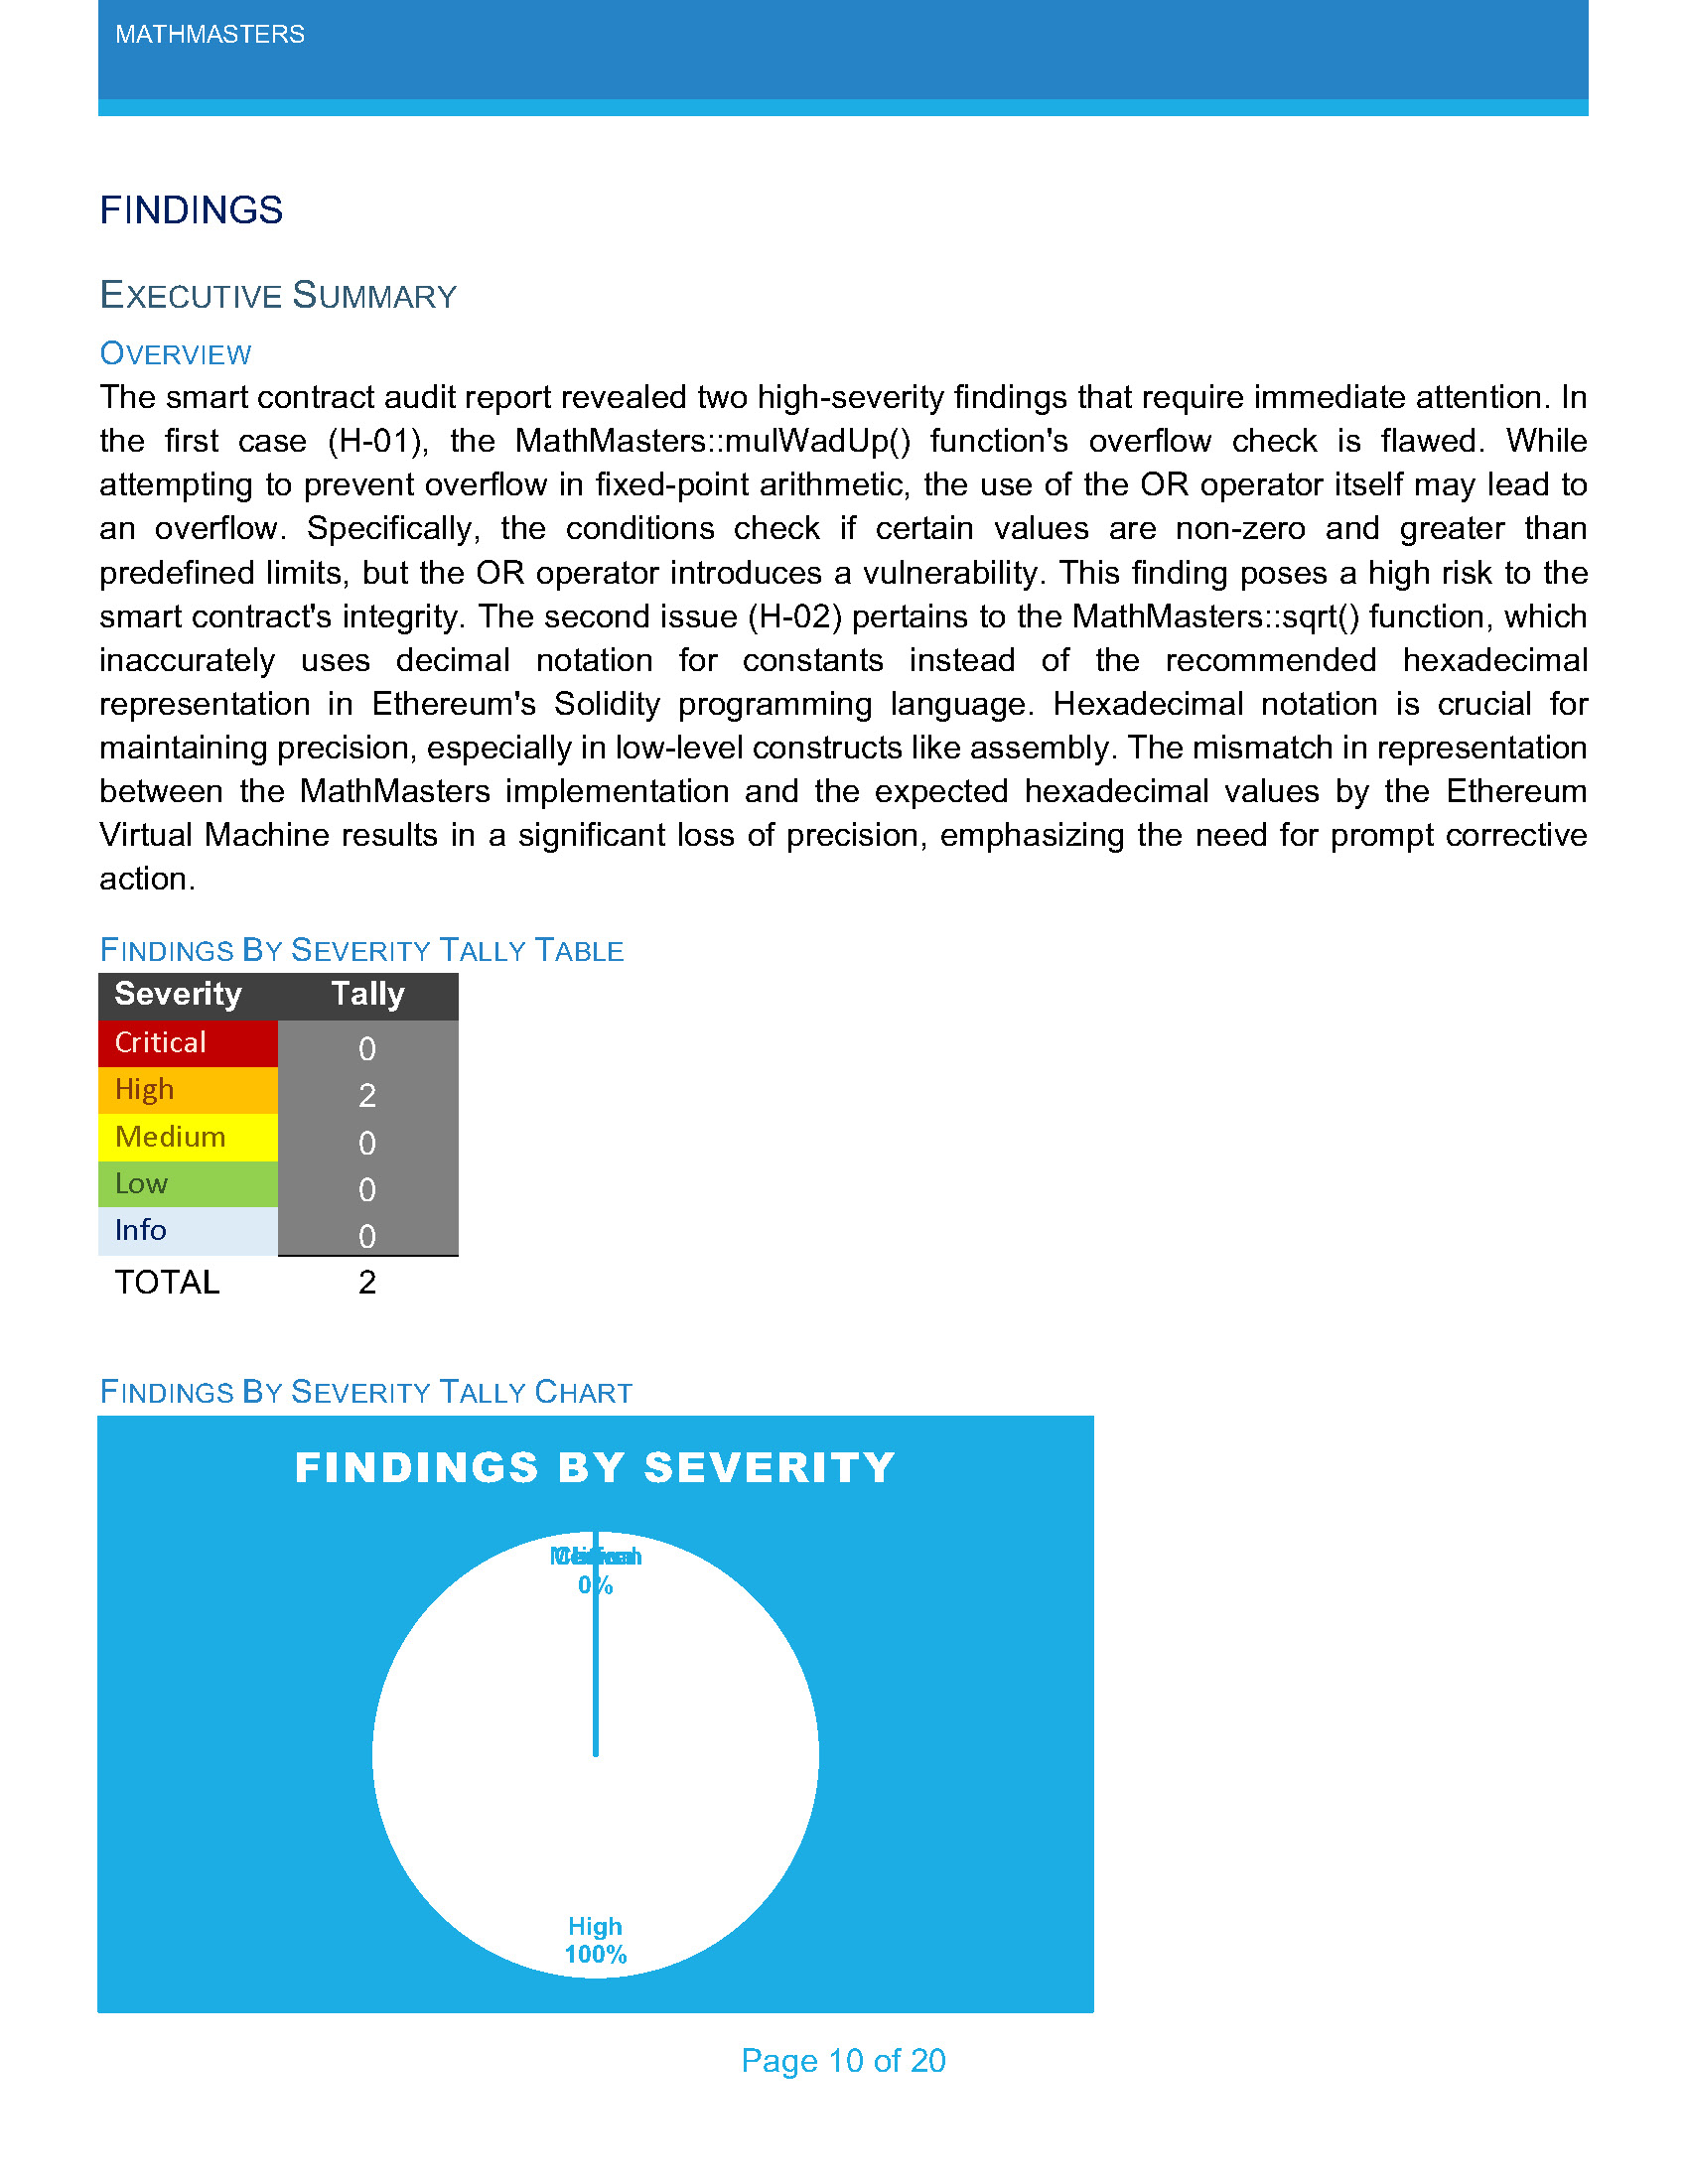 MATHMASTERS
FINDINGS
EXECUTIVE SUMMARY
OVERVIEW
The smart contract audit report revealed two high-severity findings that require immediate attention. In
the first case (H-01), the MathMasters::mulWadUp() function's overflow check is flawed. While
attempting to prevent overflow in fixed-point arithmetic, the use of the OR operator itself may lead to
an overflow. Specifically, the conditions check if certain values are non-zero and greater than
predefined limits, but the OR operator introduces a vulnerability. This finding poses a high risk to the
smart contract's integrity. The second issue (H-02) pertains to the MathMasters::sqrt() function, which
inaccurately uses decimal notation for constants instead of the recommended hexadecimal
representation in Ethereum's Solidity programming language. Hexadecimal notation is crucial for
maintaining precision, especially in low-level constructs like assembly. The mismatch in representation
between the MathMasters implementation and the expected hexadecimal values by the Ethereum
Virtual Machine results in a significant loss of precision, emphasizing the need for prompt corrective
action.
FINDINGS BY SEVERITY TALLY TABLE
Severity Tally
Critical 0
High 2
Medium 0
Low 0
Info 0
TOTAL 2
FINDINGS BY SEVERITY TALLY CHART
FINDINGS BY SEVERITY
0%
High
100%
Page 10 of 20